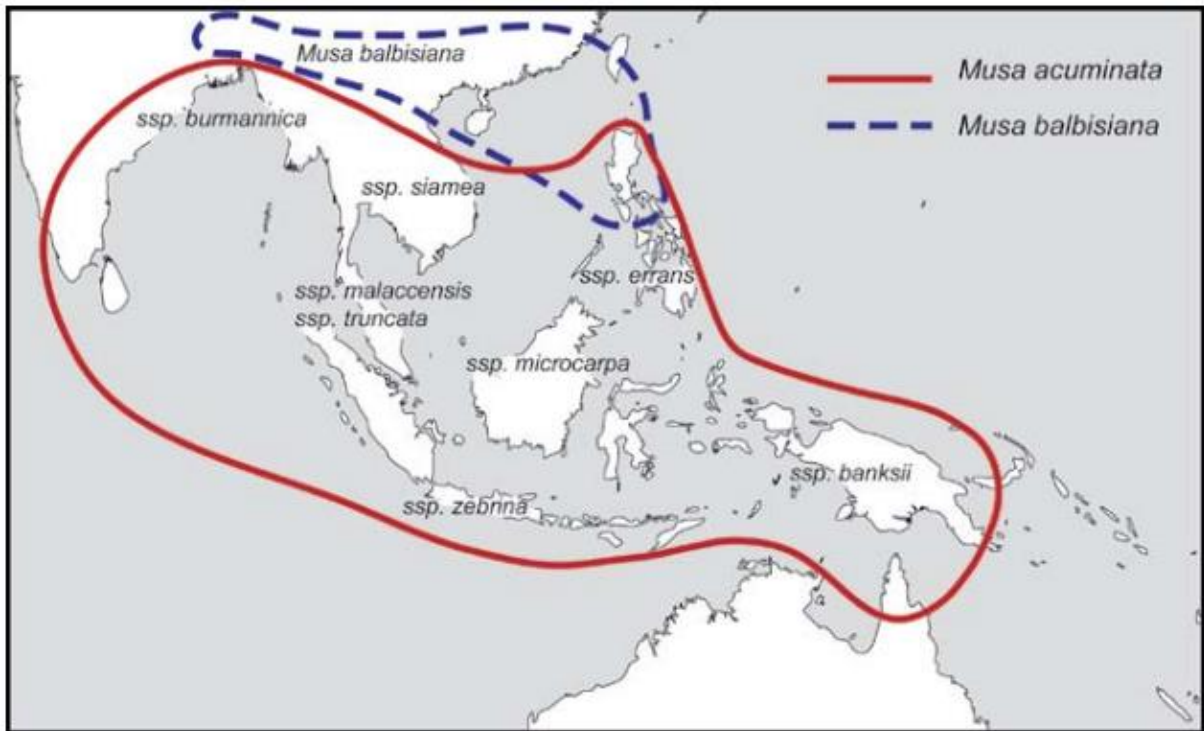 Musa balbisiana
Musa acuminata
Musa balbisiana
ssp. burmannica
ssp. siamea
ssp. errans
ssp. malaccensis
ssp. truncata
ssp. microcarpa
ssp. banksii
ssp. zebrina